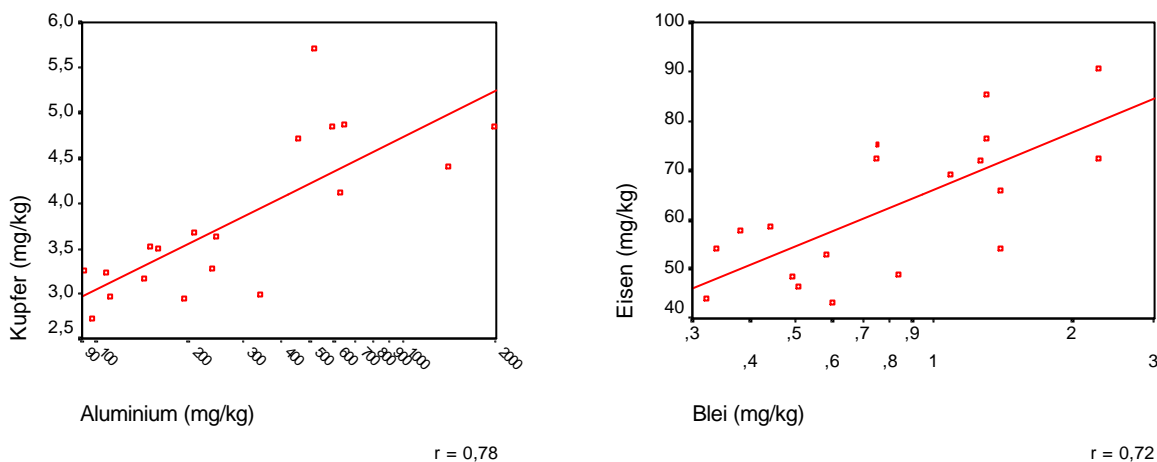 6,0
5,5
5,0
4,5
4,0
3,5
3,0
2,5
Kupfer (mg/kg)
90 100 200 300 400 500 600 700 800 900 1000 2000
Aluminium (mg/kg)
r = 0,78
100
90
80
70
60
50
40
Eisen (mg/kg)
,3 ,5 ,7 ,9 2
,4 ,6 ,8 1 3
Blei (mg/kg)
r = 0,72